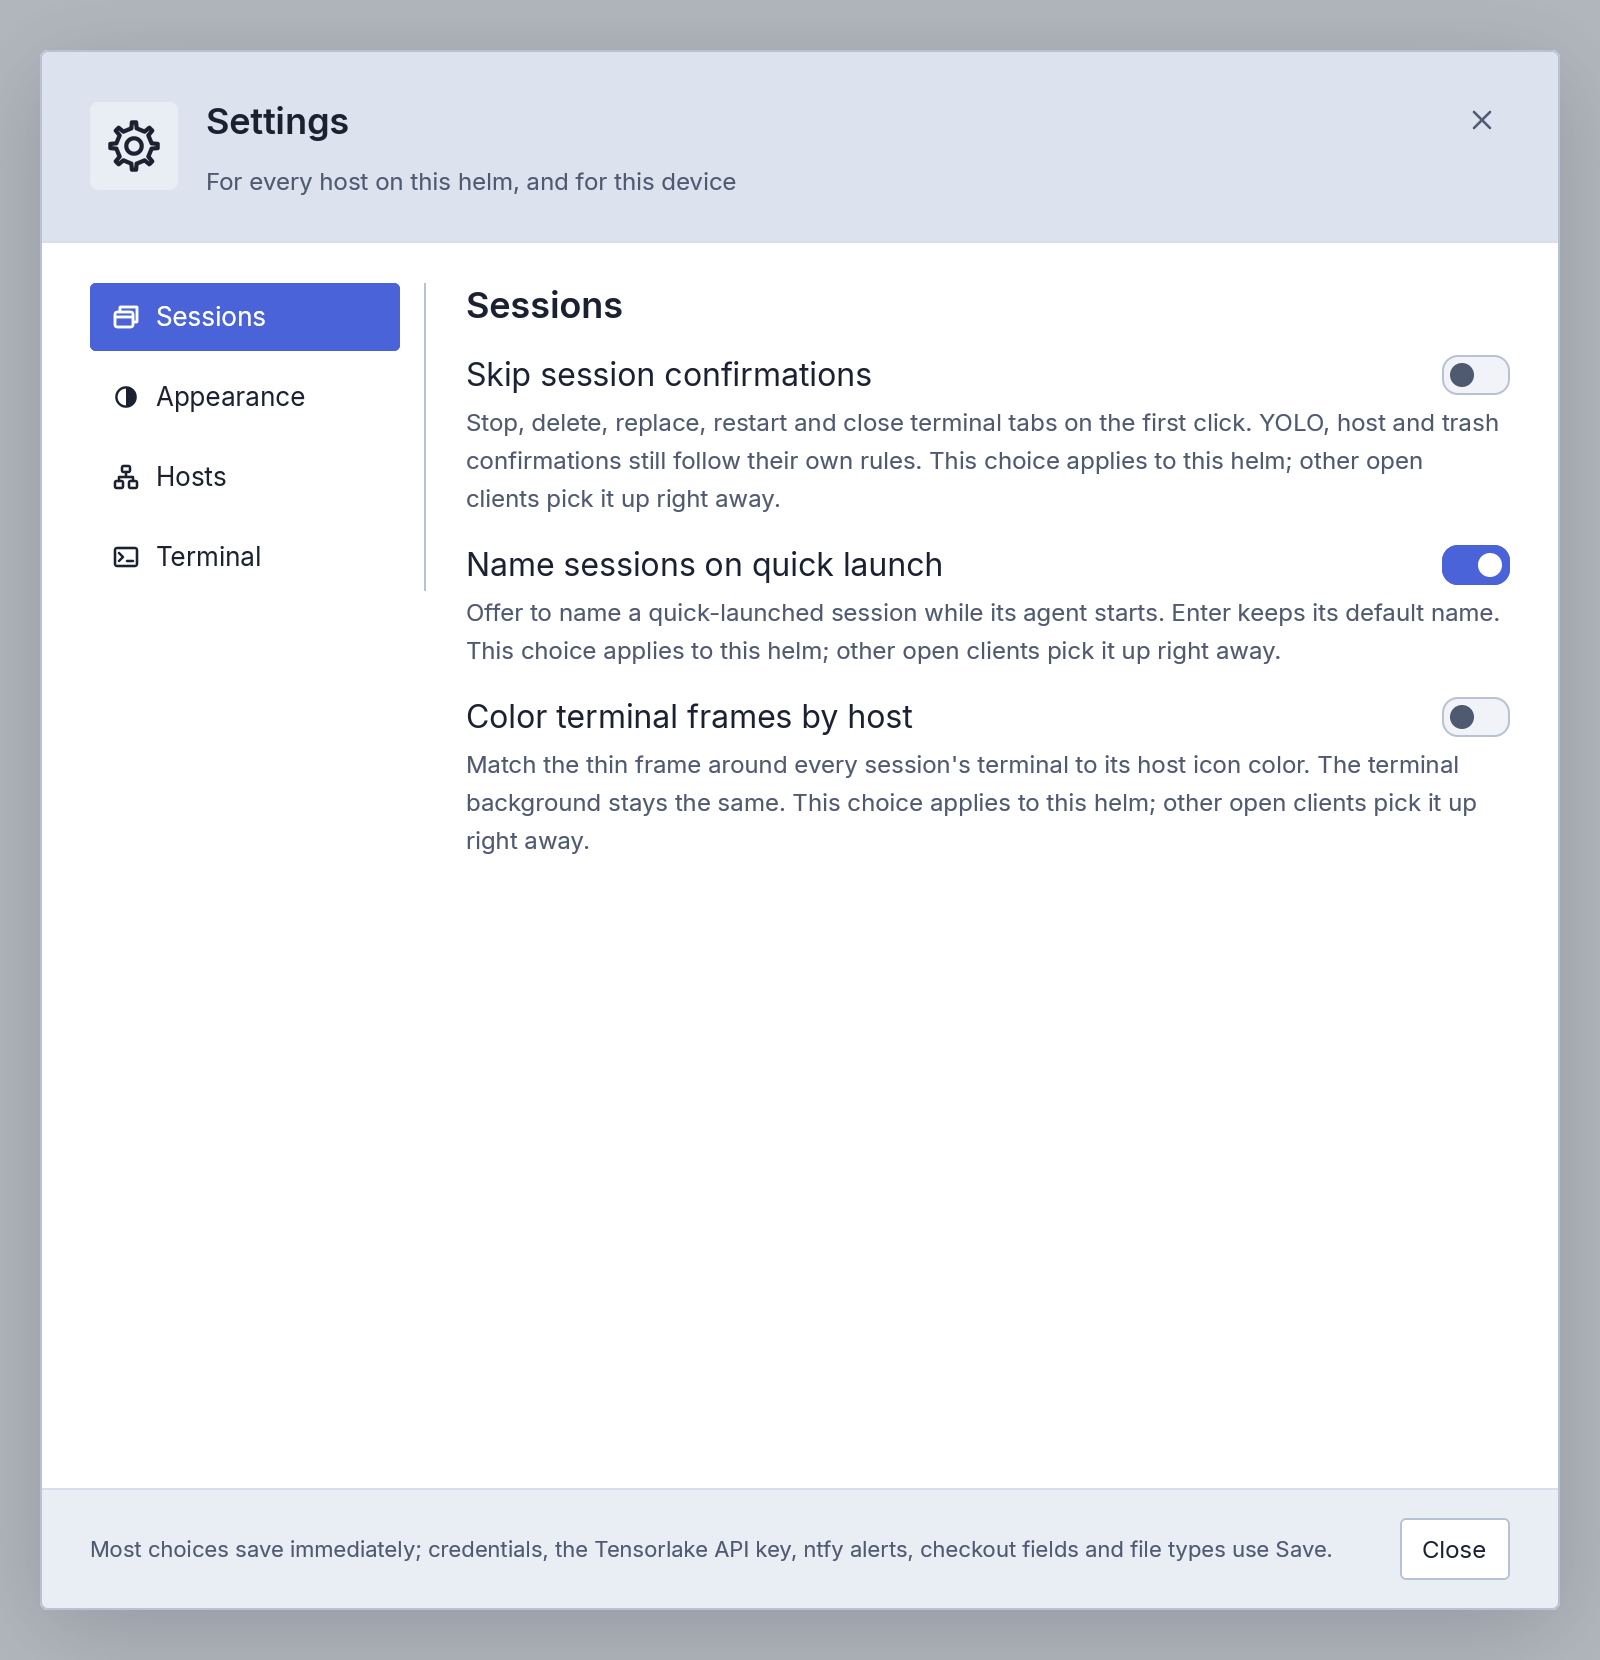 Settings
For every host on this helm, and for this device
Sessions
Appearance
Hosts
Terminal
Sessions
Skip session confirmations
Stop, delete, replace, restart and close terminal tabs on the first click. YOLO, host and trash
confirmations still follow their own rules. This choice applies to this helm; other open
clients pick it up right away.
Name sessions on quick launch
Offer to name a quick-launched session while its agent starts. Enter keeps its default name.
This choice applies to this helm; other open clients pick it up right away.
Color terminal frames by host
Match the thin frame around every session's terminal to its host icon color. The terminal
background stays the same. This choice applies to this helm; other open clients pick it up
right away.
Most choices save immediately; credentials, the Tensorlake API key, ntfy alerts, checkout fields and file types use Save.
Close